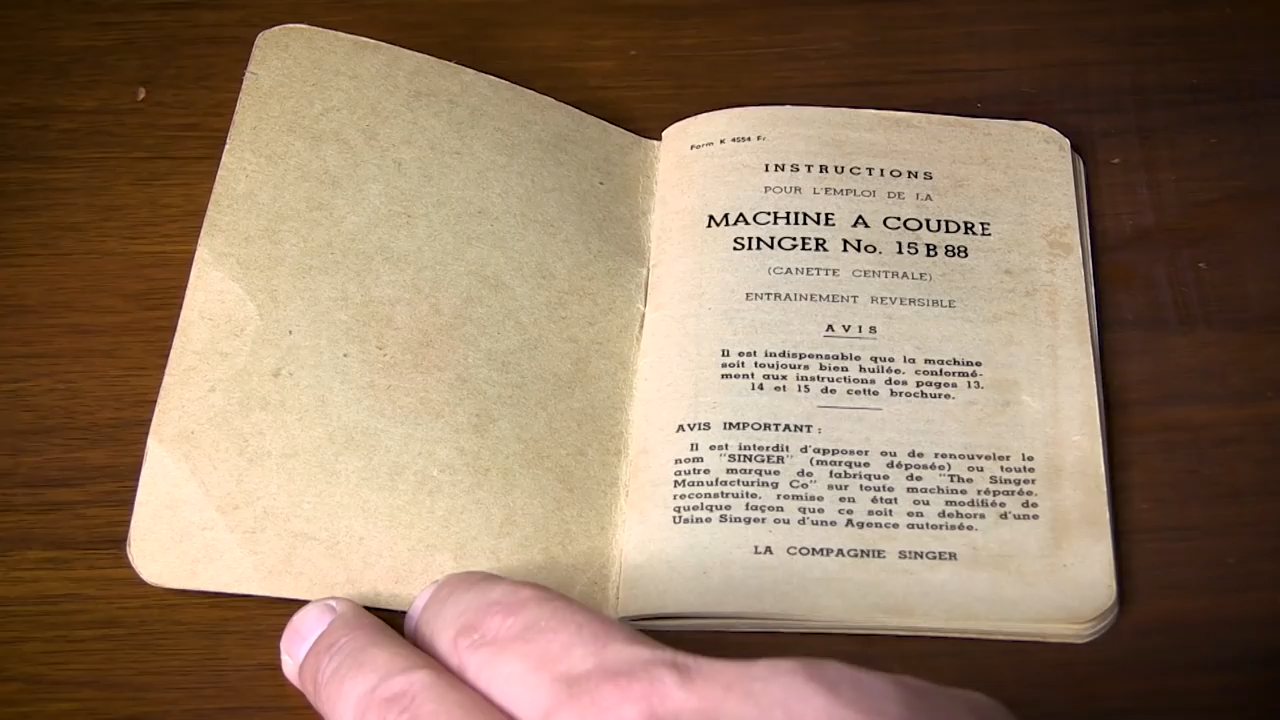 Form K 4554 Fr.
INSTRUCTIONS
POUR L'EMPLOI DE LA
MACHINE A COUDRE
SINGER No. 15 B 88
(CANETTE CENTRALE)
ENTRAINEMENT REVERSIBLE
AVIS
Il est indispensable que la machine
soit toujours bien huilée, conformé-
ment aux instructions des pages 13,
14 et 15 de cette brochure.
AVIS IMPORTANT :
Il est interdit d'apposer ou de renouveler le
nom "SINGER" (marque déposée) ou toute
autre marque de fabrique de "The Singer
Manufacturing Co" sur toute machine réparée,
reconstruite, remise en état ou modifiée de
quelque façon que ce soit en dehors d'une
Usine Singer ou d'une Agence autorisée.
LA COMPAGNIE SINGER